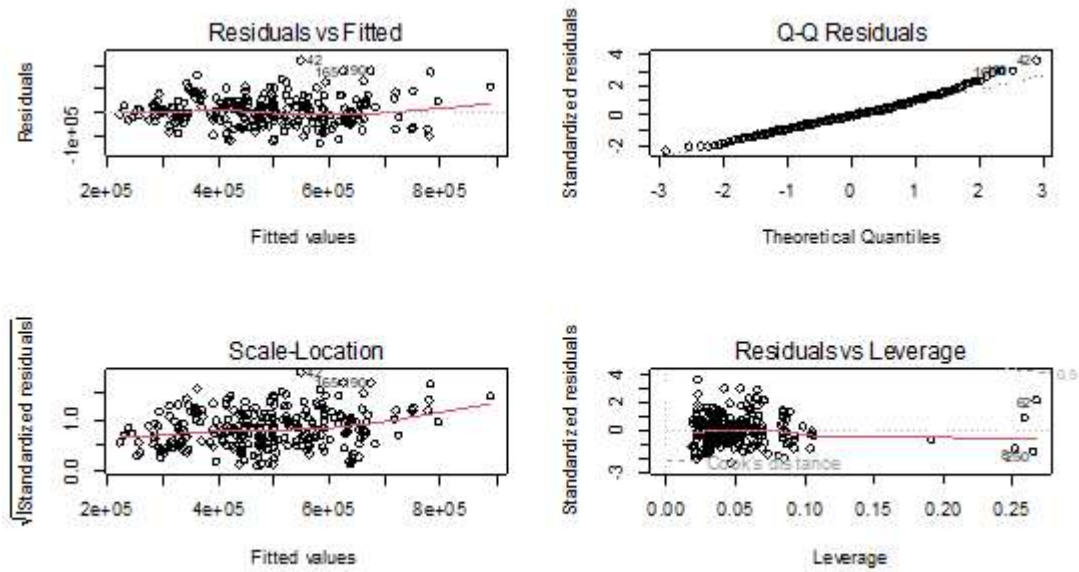 Residuals vs Fitted
42
165
190
Residuals
-1e+05
2e+05 4e+05 6e+05 8e+05
Fitted values
Q-Q Residuals
42
Standardized residuals
-2 0 2 4
-3 -2 -1 0 1 2 3
Theoretical Quantiles
Scale-Location
42
165
190
√|Standardized residuals|
0.0 1.0
2e+05 4e+05 6e+05 8e+05
Fitted values
Residuals vs Leverage
0.5
62
Cook's distance
Standardized residuals
-3 0 2 4
0.00 0.05 0.10 0.15 0.20 0.25
Leverage